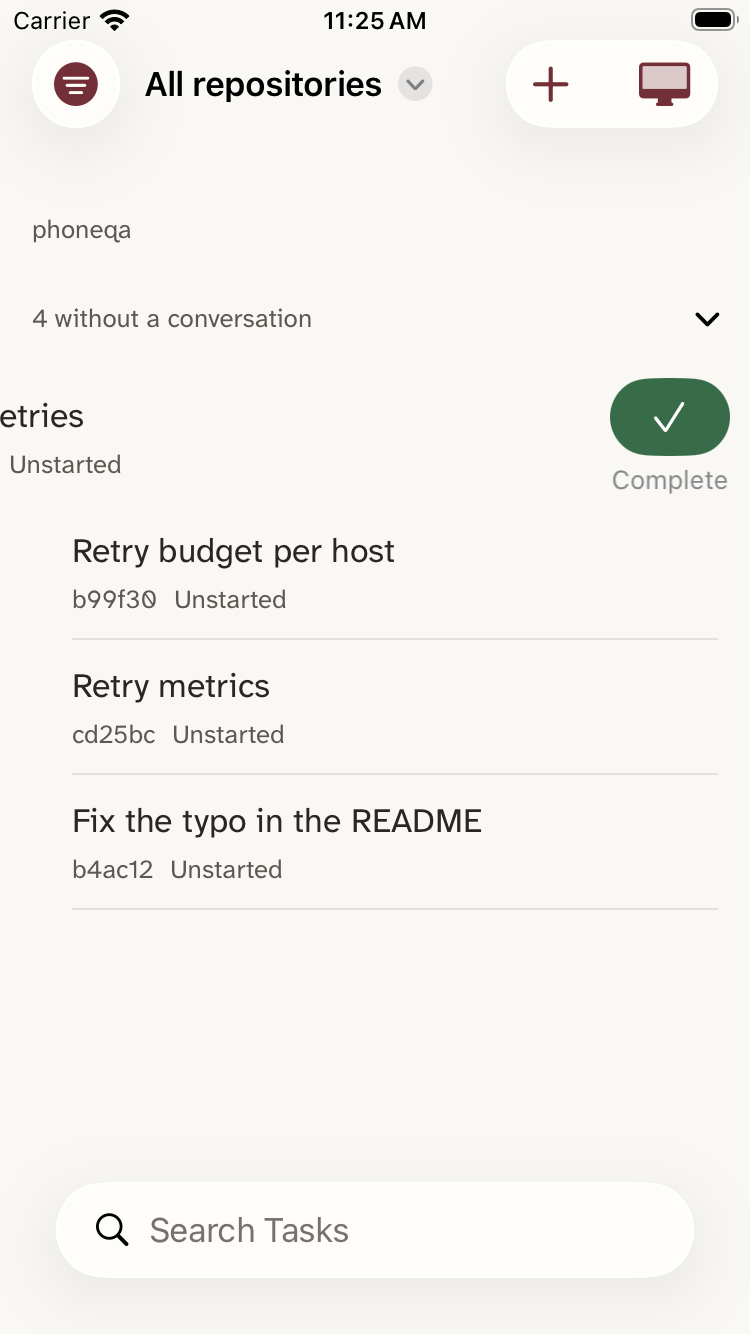 Carrier 11:25 AM
All repositories
phoneqa
4 without a conversation
etries
Unstarted
Complete
Retry budget per host
b99f30 Unstarted
Retry metrics
cd25bc Unstarted
Fix the typo in the README
b4ac12 Unstarted
Search Tasks